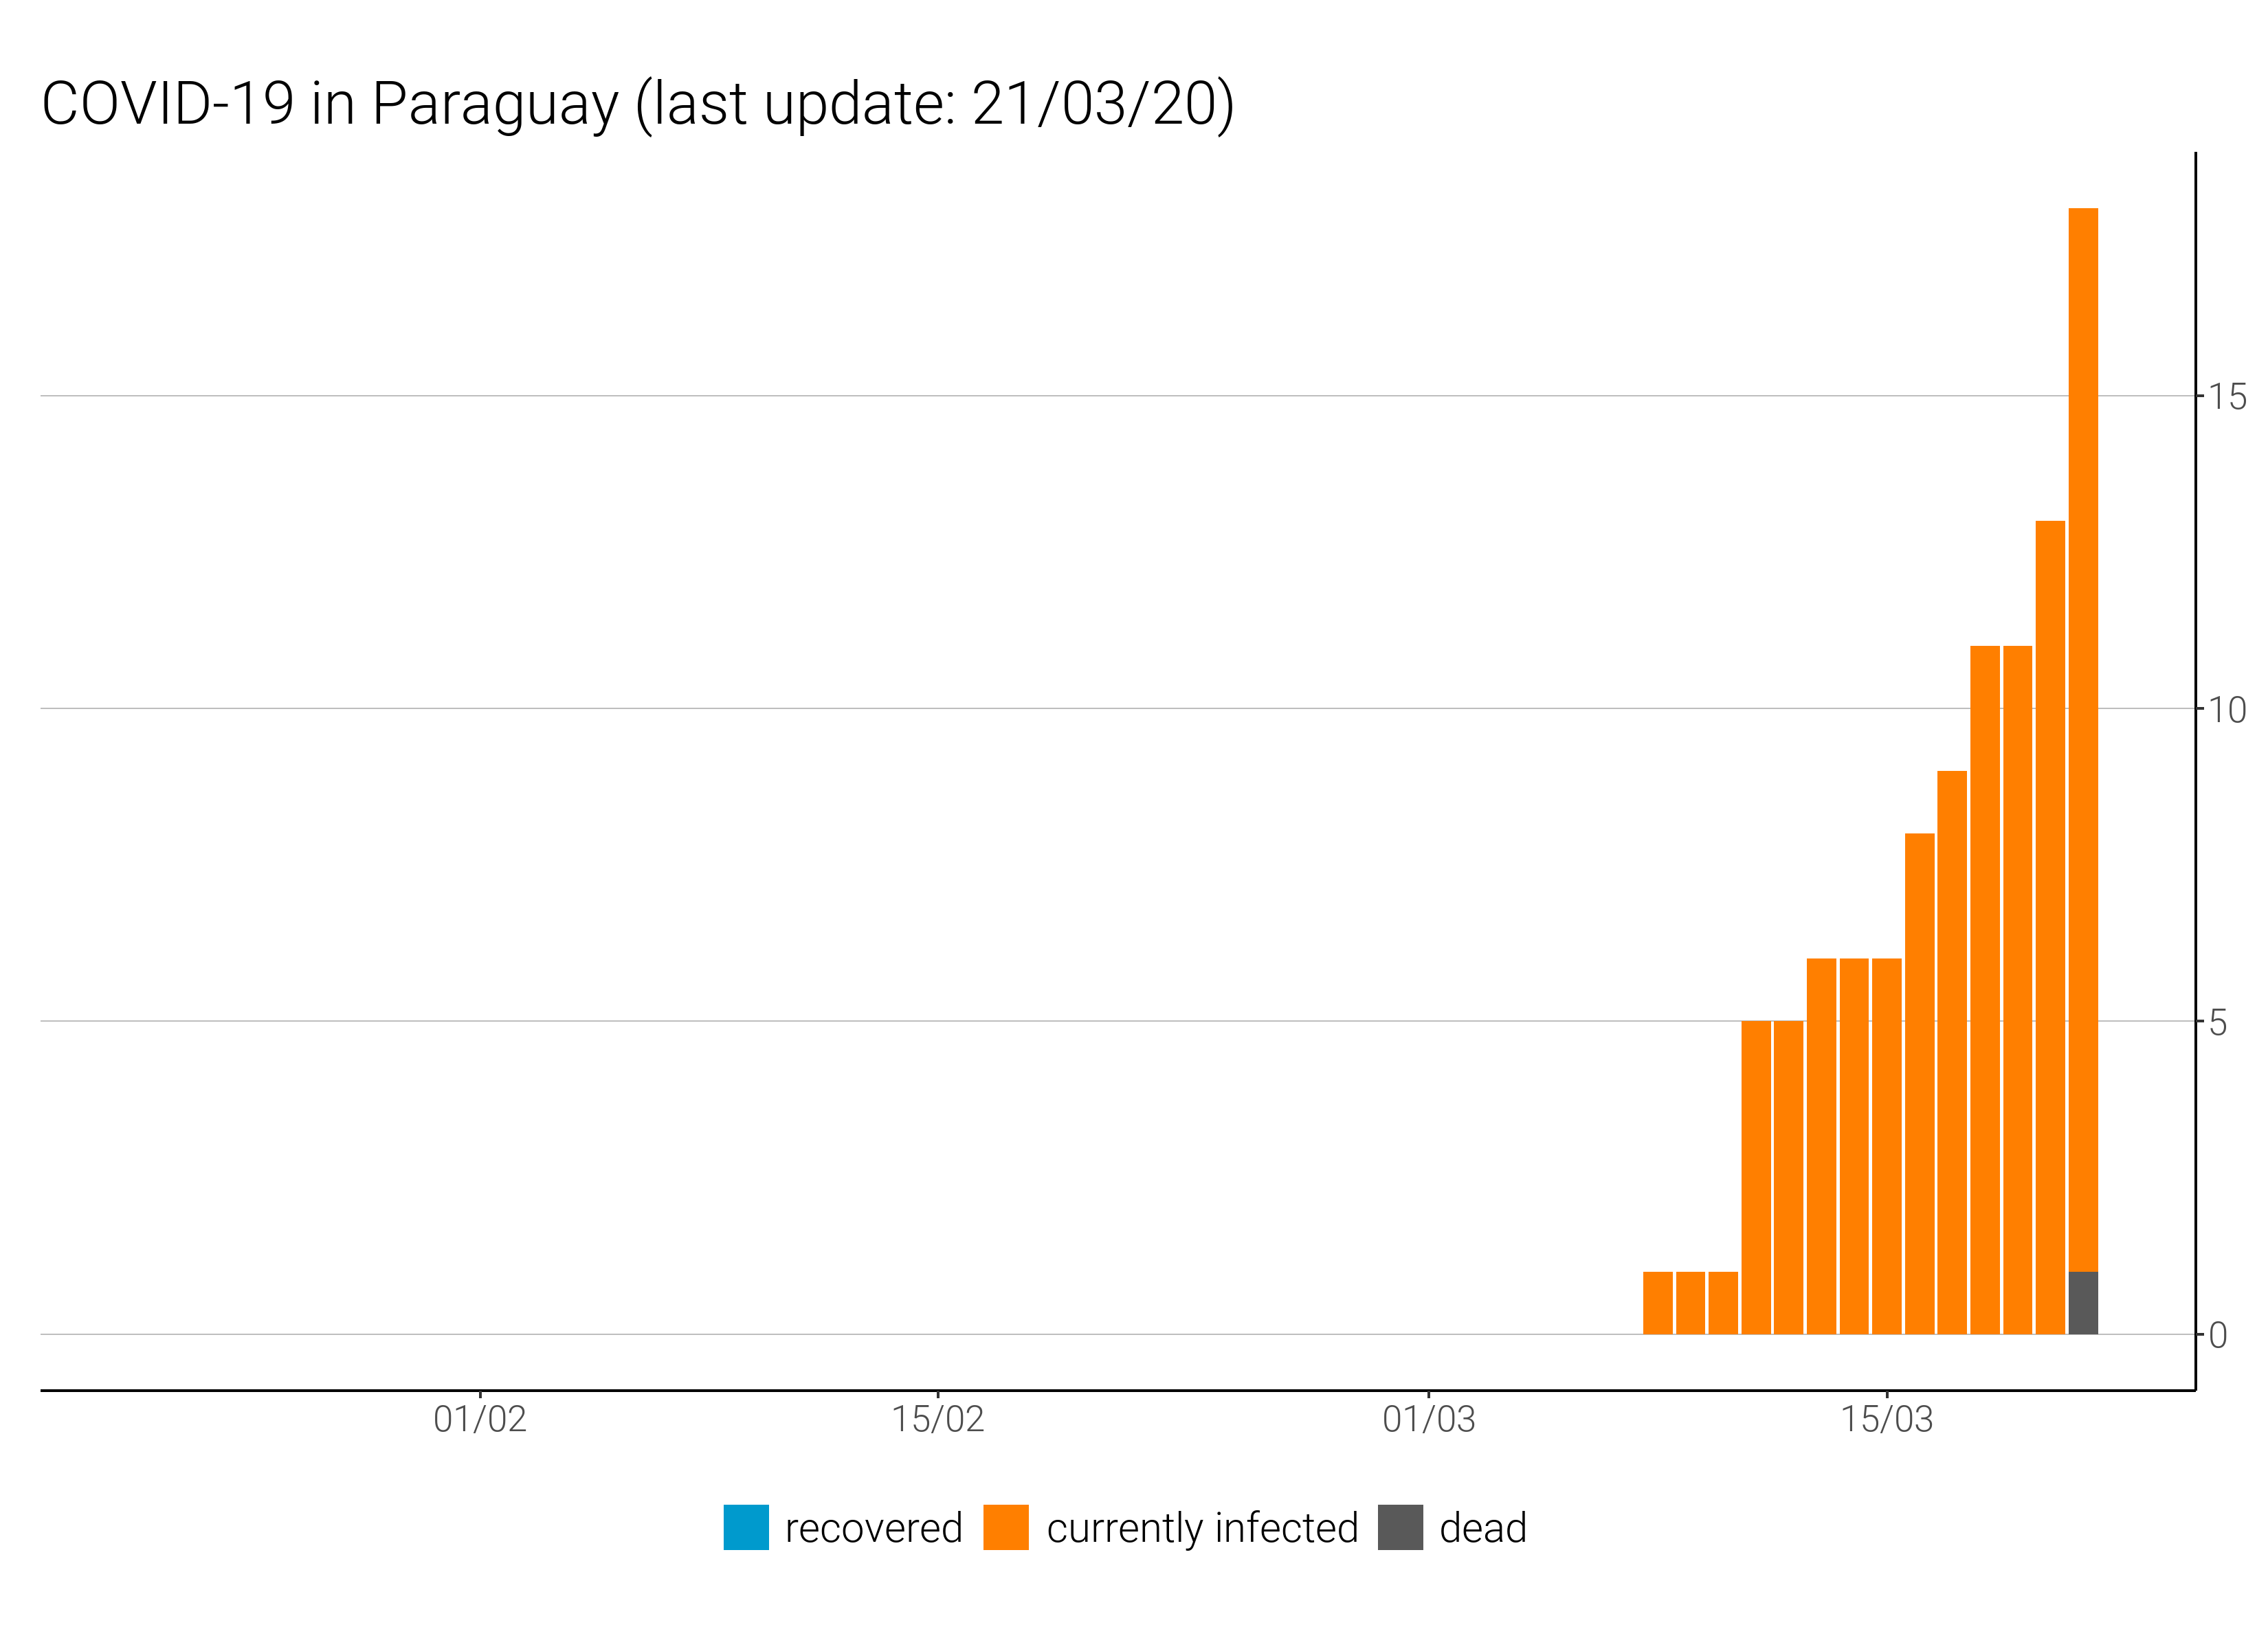 COVID-19 in Paraguay (last update: 21/03/20)
15
10
5
0
01/02 15/02 01/03 15/03
recovered currently infected dead